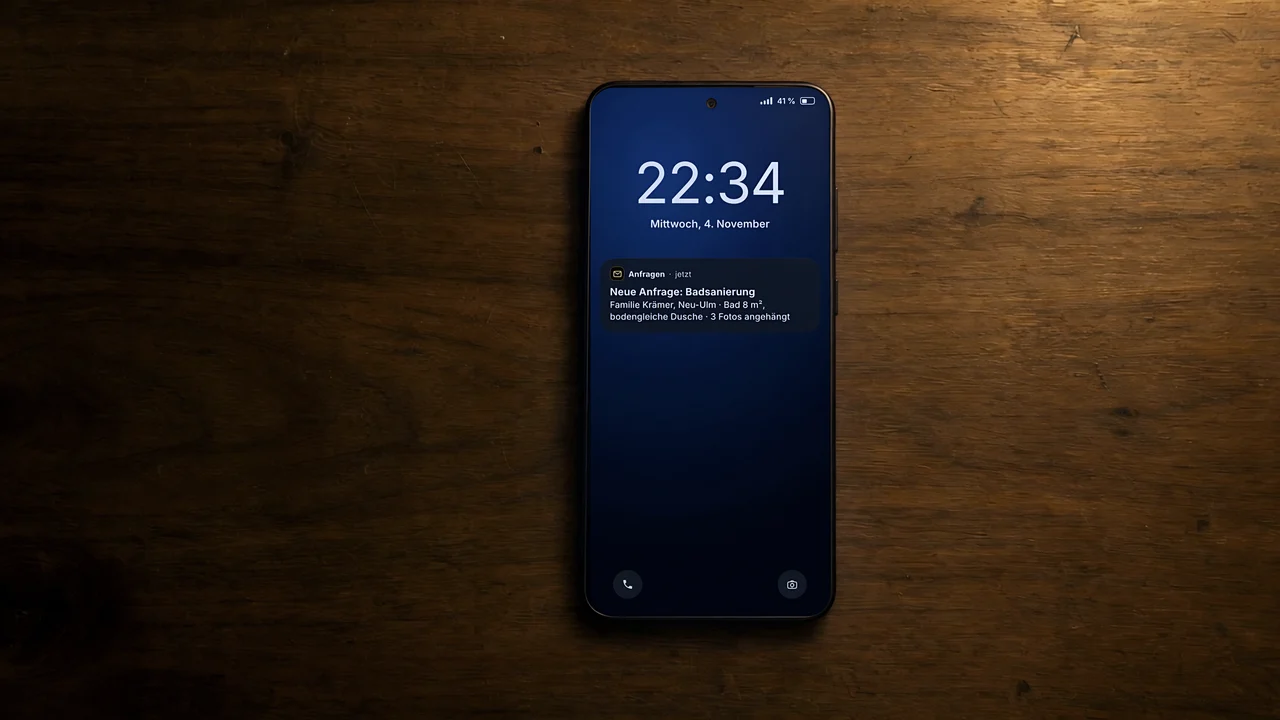 41 %
22:34
Mittwoch, 4. November
Anfragen · jetzt
Neue Anfrage: Badsanierung
Familie Krämer, Neu-Ulm · Bad 8 m²,
bodengleiche Dusche · 3 Fotos angehängt